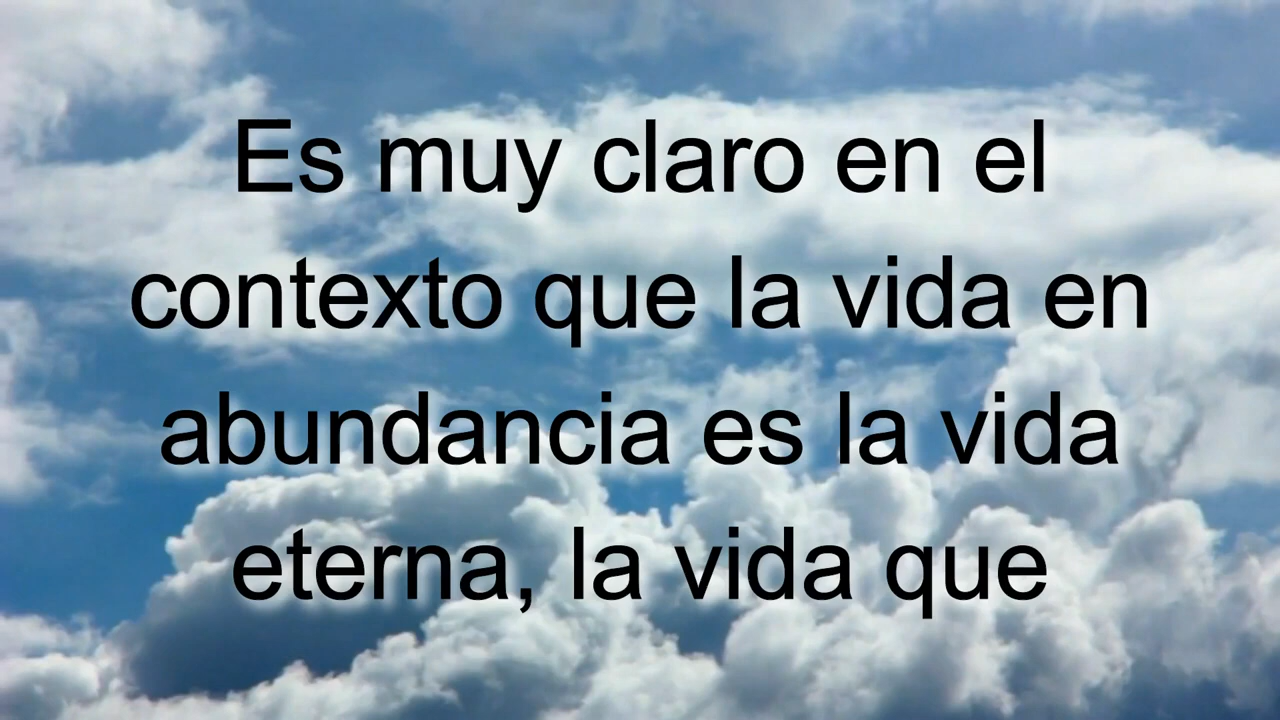 Es muy claro en el
contexto que la vida en
abundancia es la vida
eterna, la vida que